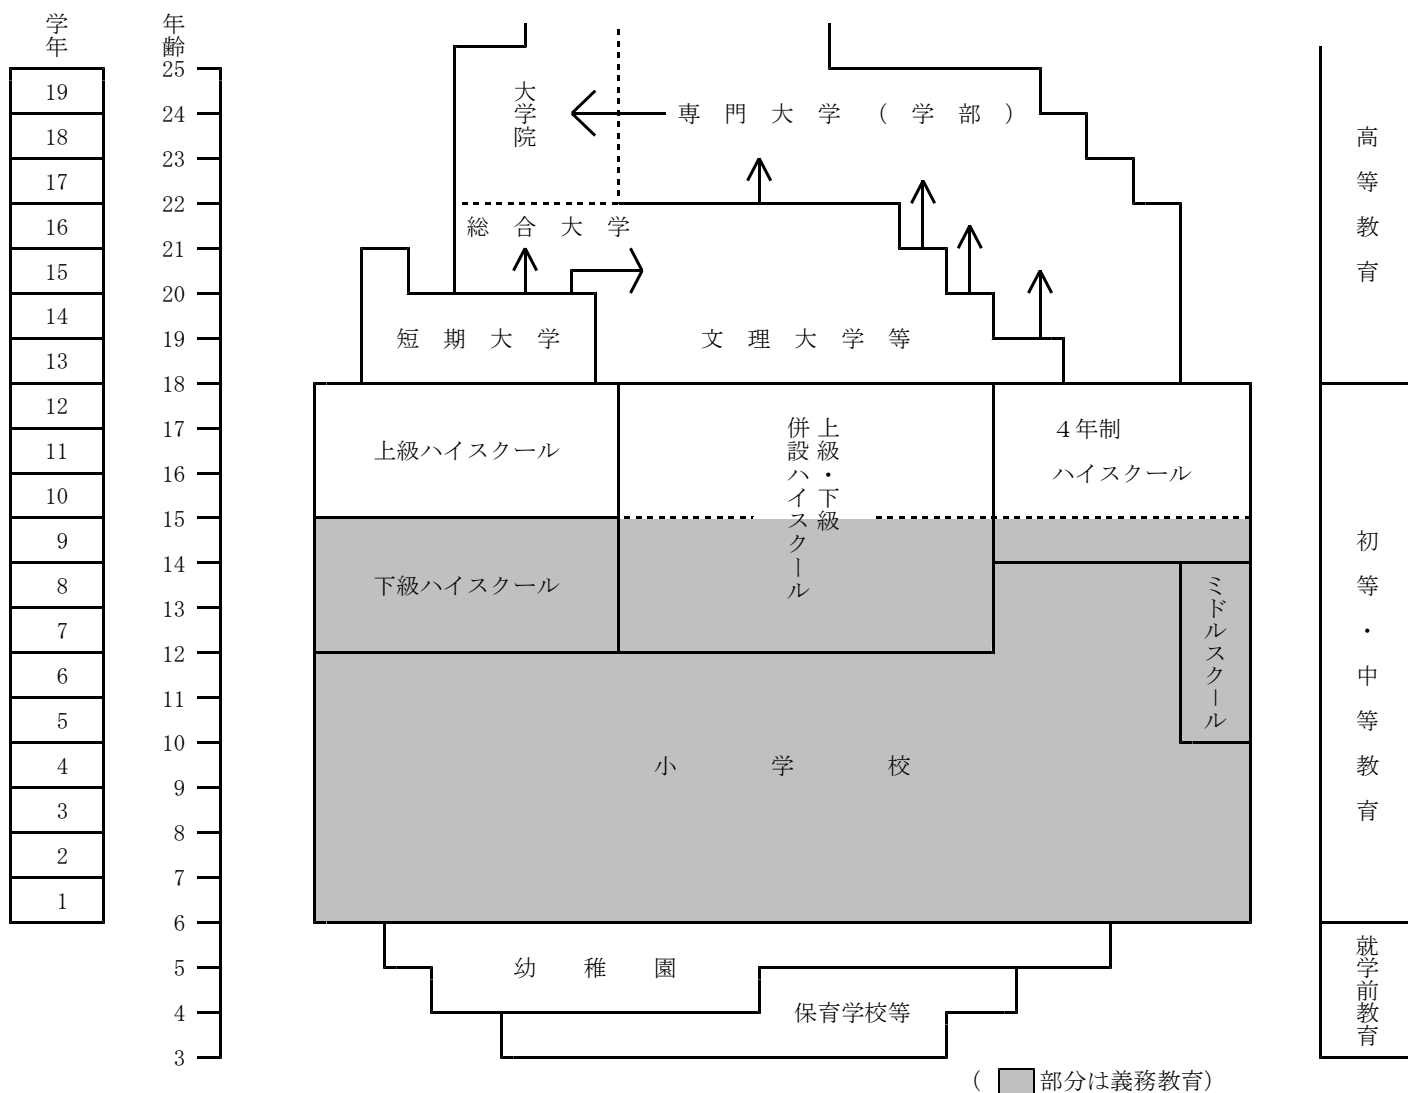 学年
年齢
25
19
24
18
23
17
22
16
21
15
20
14
19
13
18
12
17
11
16
10
15
9
14
8
13
7
12
6
11
5
10
4
9
3
8
2
7
1
6
5
4
3
大学院
専門大学(学部)
総合大学
短期大学
文理大学等
上級ハイスクール
上級・下級
併設ハイスクール
4年制
ハイスクール
下級ハイスクール
ミドルスクール
小学校
幼稚園
保育学校等
高等教育
初等・中等教育
就学前教育
( 部分は義務教育)